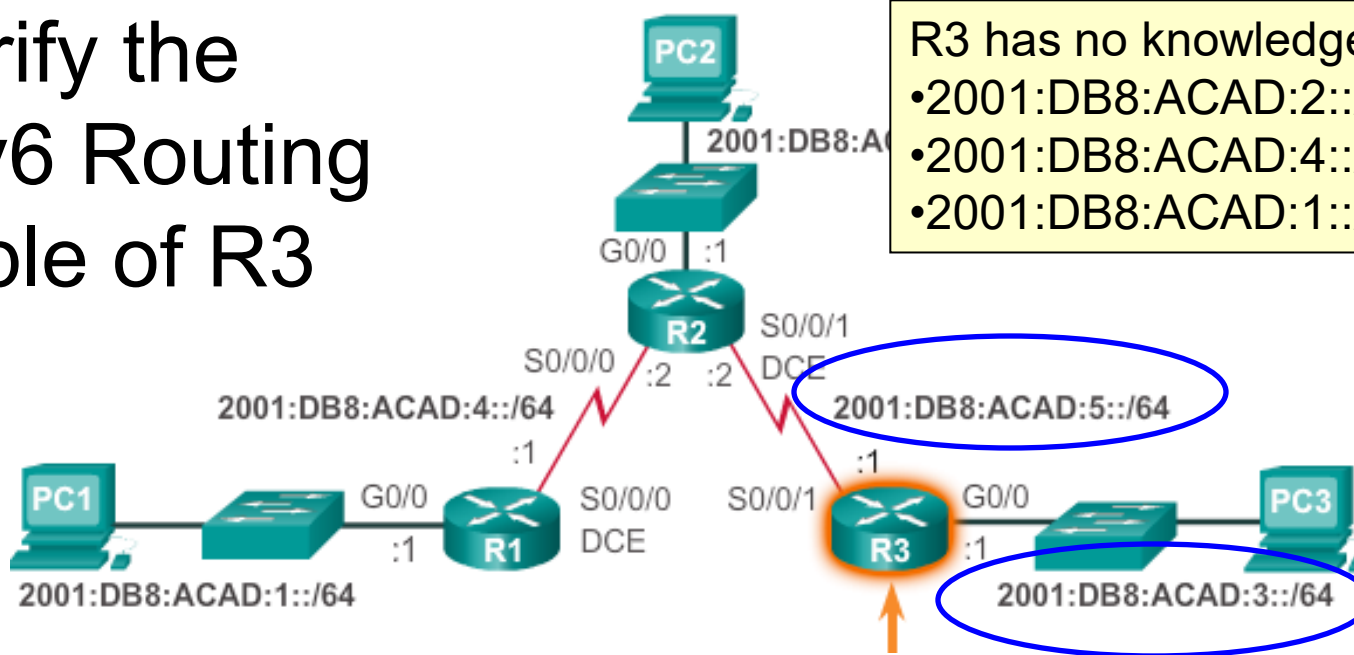 rify the
v6 Routing
ble of R3
R3 has no knowledge
•2001:DB8:ACAD:2::
•2001:DB8:ACAD:4::
•2001:DB8:ACAD:1::
PC2
2001:DB8:A
G0/0 :1
R2
S0/0/1
DCE
S0/0/0
:2 :2
2001:DB8:ACAD:4::/64
2001:DB8:ACAD:5::/64
:1
:1
PC1
G0/0
S0/0/0
DCE
S0/0/1
G0/0
PC3
:1
R1
R3
:1
2001:DB8:ACAD:1::/64
2001:DB8:ACAD:3::/64